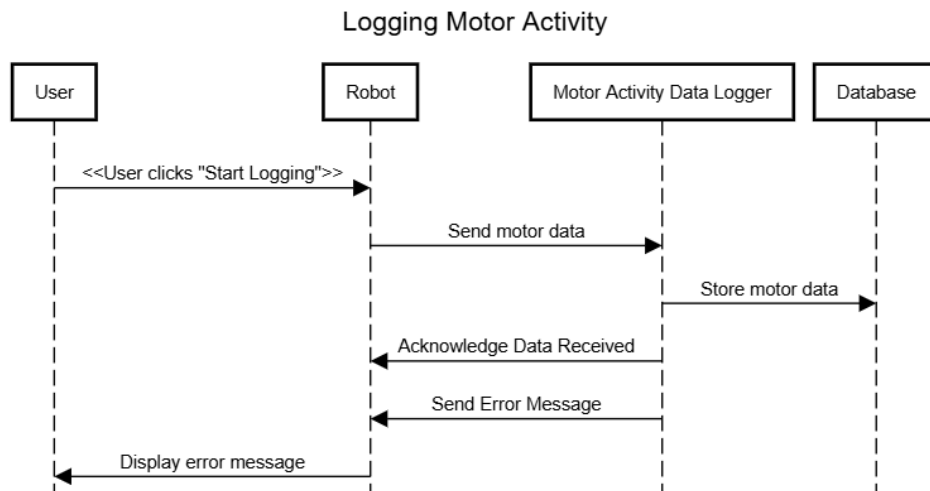 Logging Motor Activity
User
Robot
Motor Activity Data Logger
Database
<<User clicks "Start Logging">>
Send motor data
Store motor data
Acknowledge Data Received
Send Error Message
Display error message